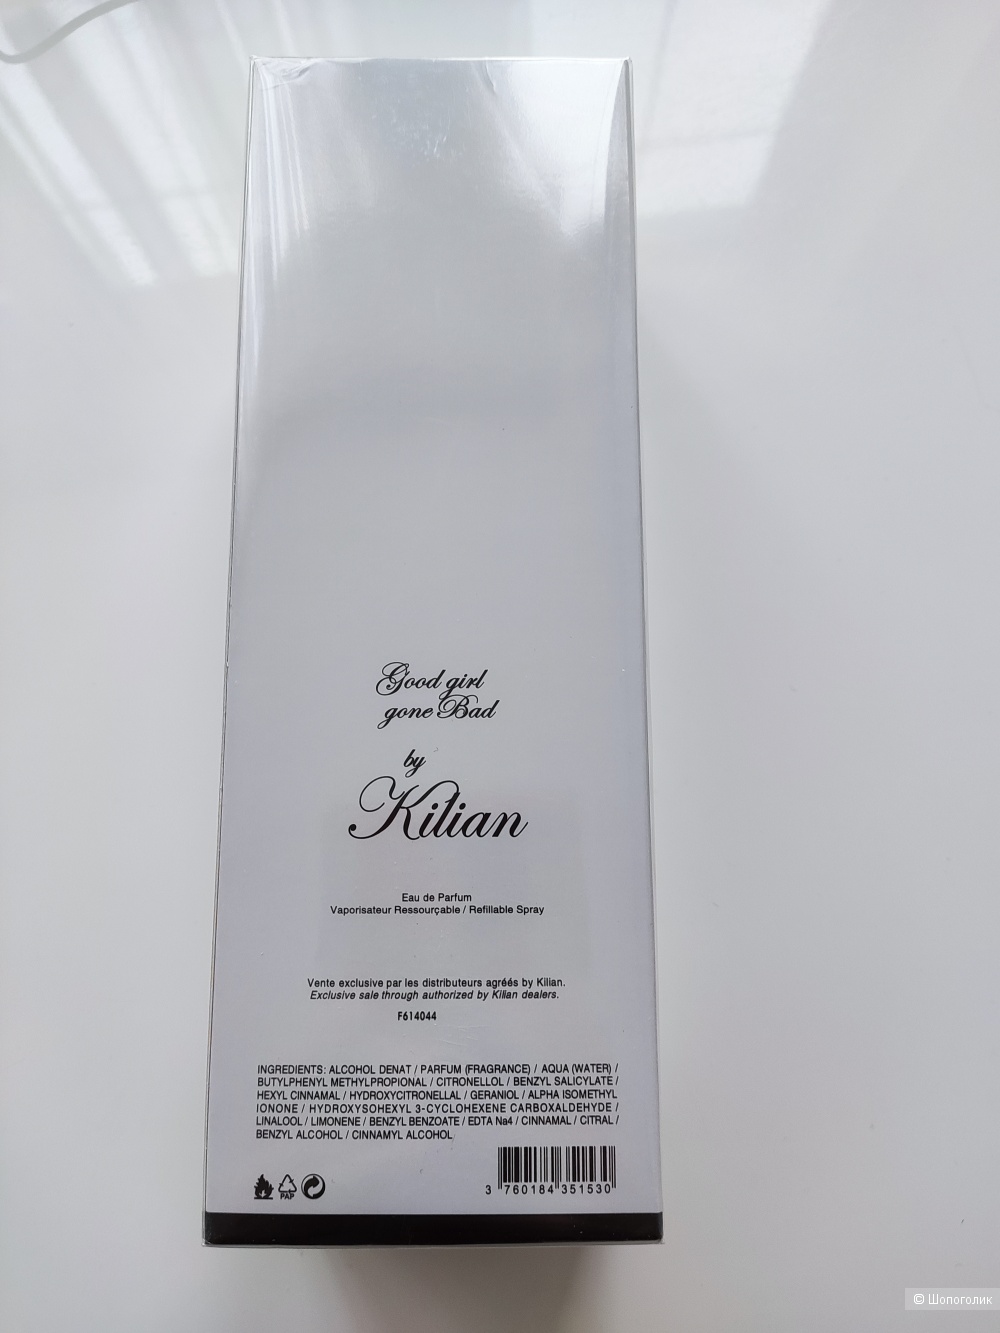 Good girl
gone Bad
by
Kilian
Eau de Parfum
Vaporisateur Ressourçable / Refillable Spray
Vente exclusive par les distributeurs agréés by Kilian.
Exclusive sale through authorized by Kilian dealers.
F614044
INGREDIENTS: ALCOHOL DENAT / PARFUM (FRAGRANCE) / AQUA (WATER) /
BUTYLPHENYL METHYLPROPIONAL / CITRONELLOL / BENZYL SALICYLATE /
HEXYL CINNAMAL / HYDROXYCITRONELLAL / GERANIOL / ALPHA ISOMETHYL
IONONE / HYDROXYSOHEXYL 3-CYCLOHEXENE CARBOXALDEHYDE /
LINALOOL / LIMONENE / BENZYL BENZOATE / EDTA Na4 / CINNAMAL / CITRAL /
BENZYL ALCOHOL / CINNAMYL ALCOHOL
PAP
3 760184 351530
© Шопоголик